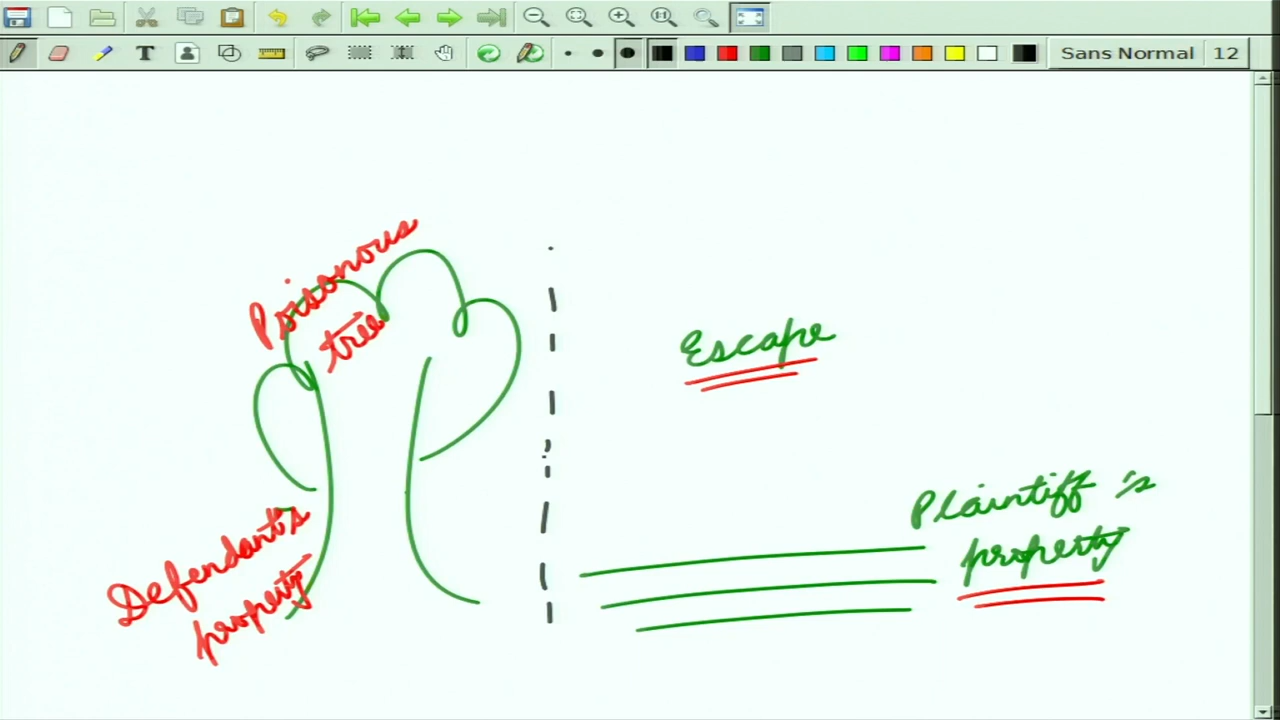 Sans Normal 12
Poisonous
tree
Escape
Plaintiff's
property
Defendant's
property